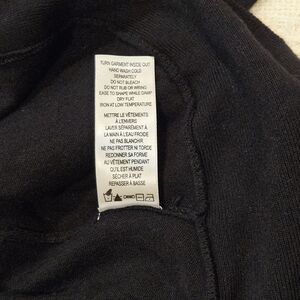 TURN GARMENT INSIDE OUT
HAND WASH COLD
SEPARATELY
DO NOT BLEACH
DO NOT RUB OR WRING
EASE TO SHAPE WHILE DAMP
DRY FLAT
IRON AT LOW TEMPERATURE
METTRE LE VÊTEMENTS
À L'ENVERS
LAVER SÉPARÉMENT À
LA MAIN À L'EAU FROIDE
NE PAS BLANCHIR
NE PAS FROTTER NI TORDE
REDONNER SA FORME
AU VÊTEMENT PENDANT
QU'IL EST HUMIDE
SÉCHER À PLAT
REPASSER À BASSE